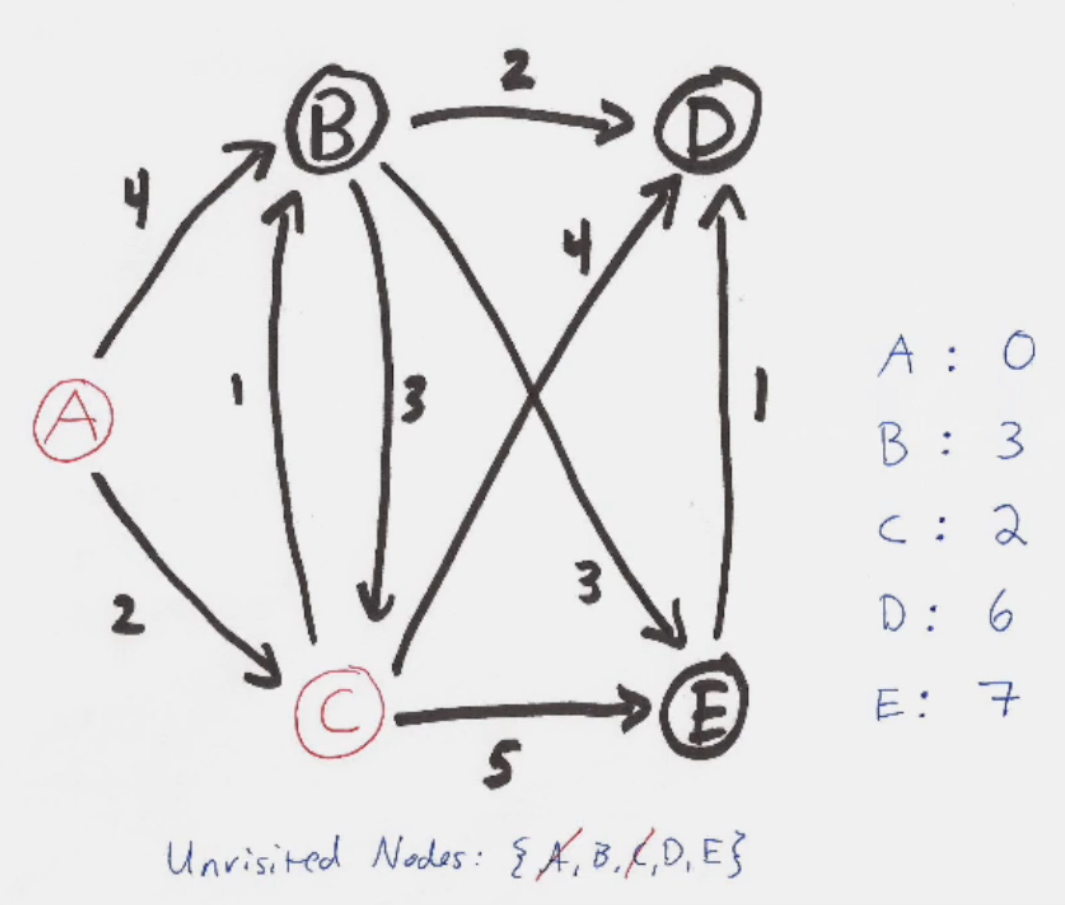 2
B
D
4
4
A : 0
1
3
1
B : 3
A
C : 2
3
2
D : 6
C
E
E : 7
5
Unvisited Nodes: {A, B, C, D, E}